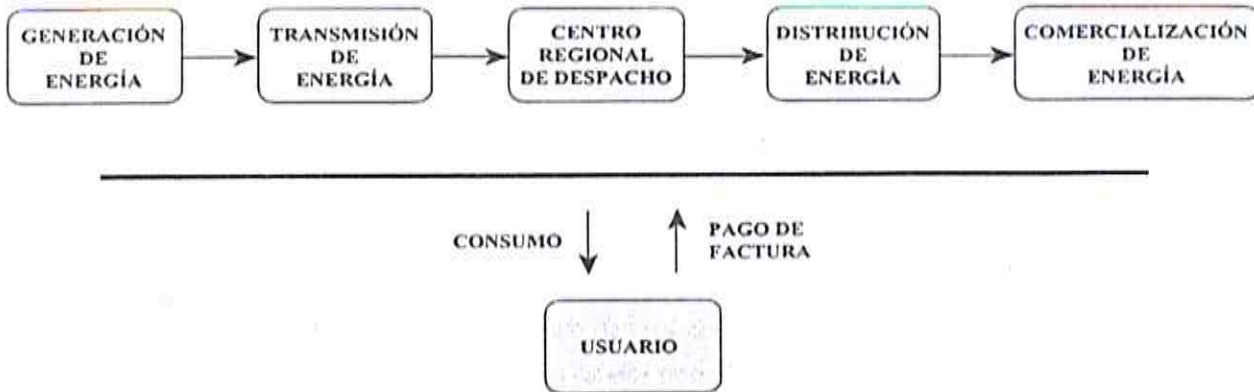 GENERACIÓN
DE
ENERGÍA
TRANSMISIÓN
DE
ENERGÍA
CENTRO
REGIONAL
DE DESPACHO
DISTRIBUCIÓN
DE
ENERGÍA
COMERCIALIZACIÓN
DE
ENERGÍA
CONSUMO
PAGO DE
FACTURA
USUARIO